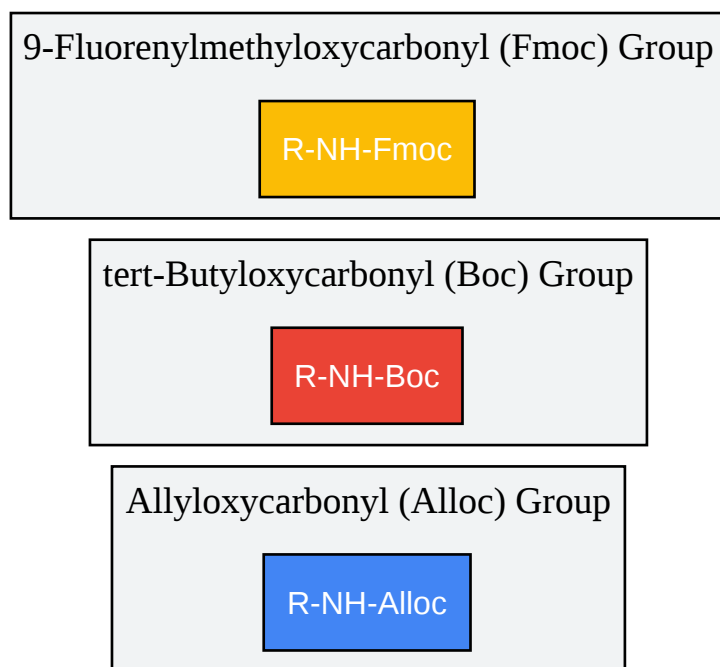 9-Fluorenylmethyloxycarbonyl (Fmoc) Group
R-NH-Fmoc
tert-Butyloxycarbonyl (Boc) Group
R-NH-Boc
Allyloxycarbonyl (Alloc) Group
R-NH-Alloc